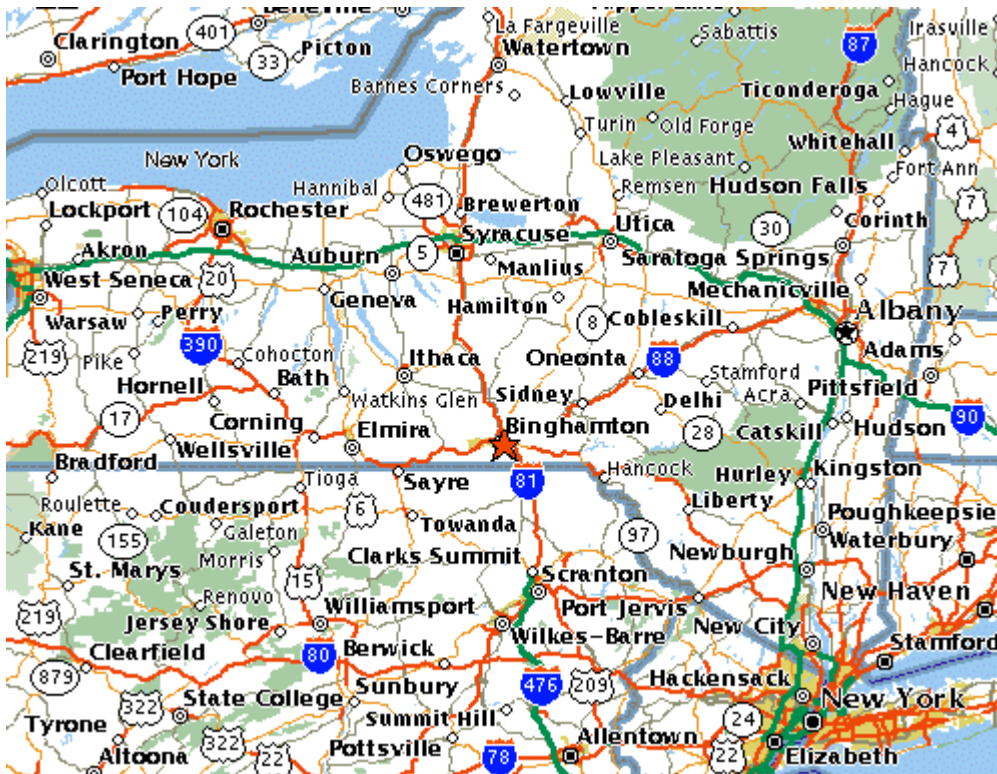 Belleville
Tupper Lake
La Fargeville
Sabattis
Irasville
401
87
Clarington
Picton
Watertown
33
Hancock
Port Hope
Barnes Corners
Lowville
Ticonderoga
Hague
Turin
Old Forge
4
New York
Oswego
Lake Pleasant
Whitehall
Fort Ann
Olcott
Hannibal
Remsen
Hudson Falls
481
Brewerton
7
Lockport
104
Rochester
Utica
30
Corinth
Akron
Auburn
5
Syracuse
Saratoga Springs
Manlius
7
West Seneca
20
Geneva
Hamilton
Mechanicville
Warsaw
Perry
8
Cobleskill
Albany
219
Pike
390
Cohocton
Ithaca
Oneonta
88
Adams
Hornell
Bath
Watkins Glen
Sidney
Stamford
Acra
Pittsfield
17
Corning
Elmira
Binghamton
Delhi
28
Catskill
Hudson
90
Wellsville
Bradford
Tioga
Sayre
81
Hancock
Hurley
Kingston
Roulette
Coudersport
6
Liberty
Poughkeepsie
Kane
Galeton
Towanda
97
Waterbury
155
Morris
Clarks Summit
Newburgh
St. Marys
15
Scranton
New Haven
Renovo
Williamsport
Port Jervis
219
Jersey Shore
Wilkes-Barre
New City
Stamford
Clearfield
80
Berwick
879
476
209
Hackensack
322
State College
Sunbury
New York
Tyrone
Summit Hill
24
Altoona
322
22
Pottsville
78
Allentown
22
Elizabeth